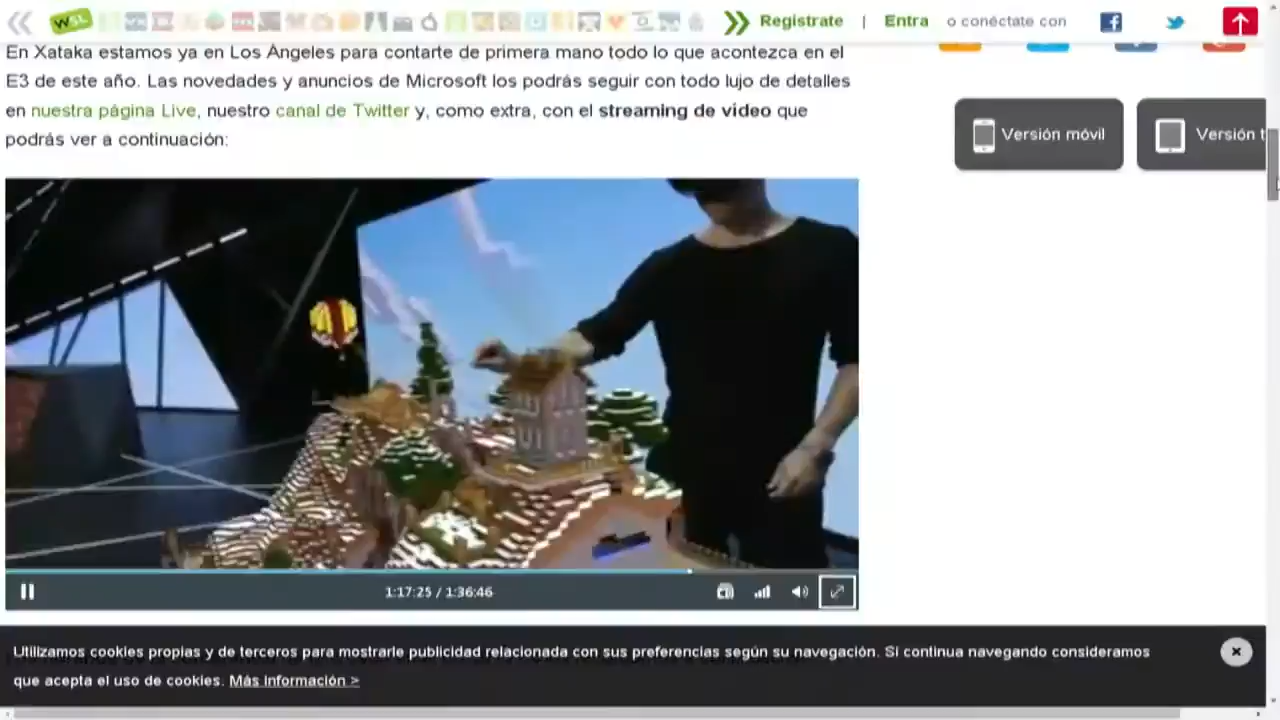 WSL
Regístrate | Entra o conéctate con
En Xataka estamos ya en Los Ángeles para contarte de primera mano todo lo que acontezca en el
E3 de este año. Las novedades y anuncios de Microsoft los podrás seguir con todo lujo de detalles
en nuestra página Live, nuestro canal de Twitter y, como extra, con el streaming de vídeo que
podrás ver a continuación:
Versión móvil
Versión t
1:17:25 / 1:36:46
Utilizamos cookies propias y de terceros para mostrarle publicidad relacionada con sus preferencias según su navegación. Si continua navegando consideramos
que acepta el uso de cookies. Más información >